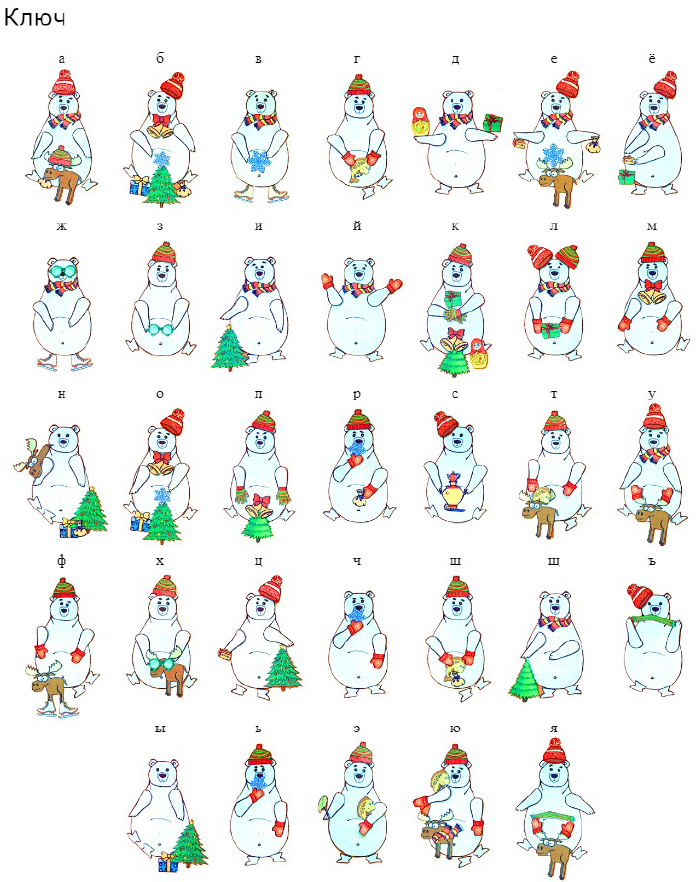 Ключ
а б в г д е ё
ж з и й к л м
н о п р с т у
ф х ц ч ш щ ъ
ы ь э ю я